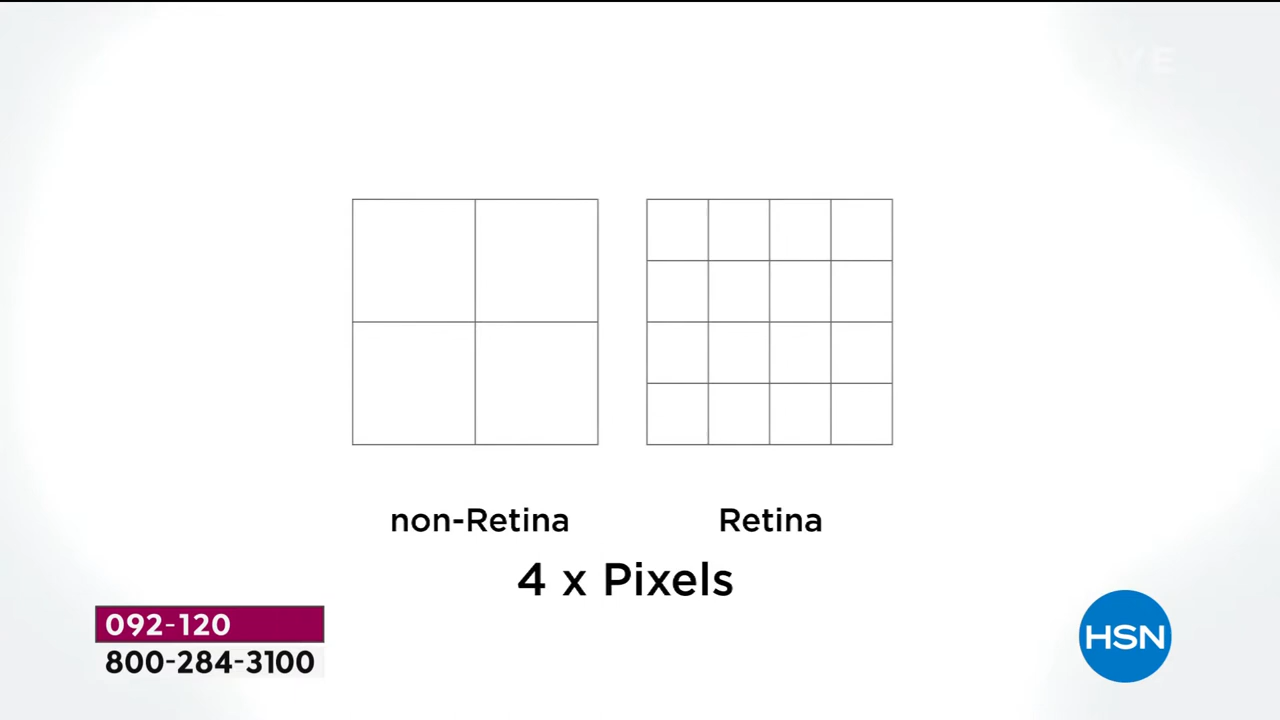 non-Retina
Retina
4 x Pixels
092-120
800-284-3100
HSN